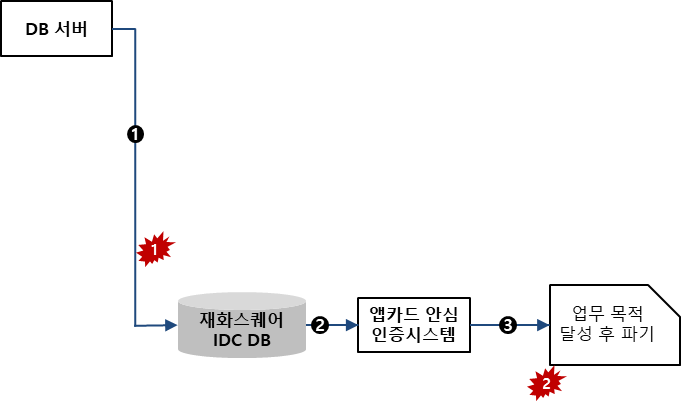 DB 서버
1
1
재화스퀘어
IDC DB
2
앱카드 안심
인증시스템
3
업무 목적
달성 후 파기
2